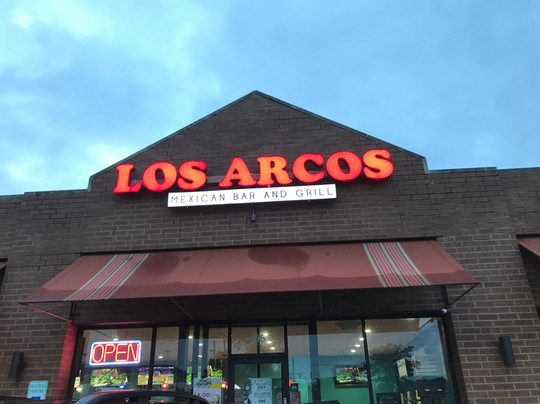 LOS ARCOS
MEXICAN BAR AND GRILL
OPEN